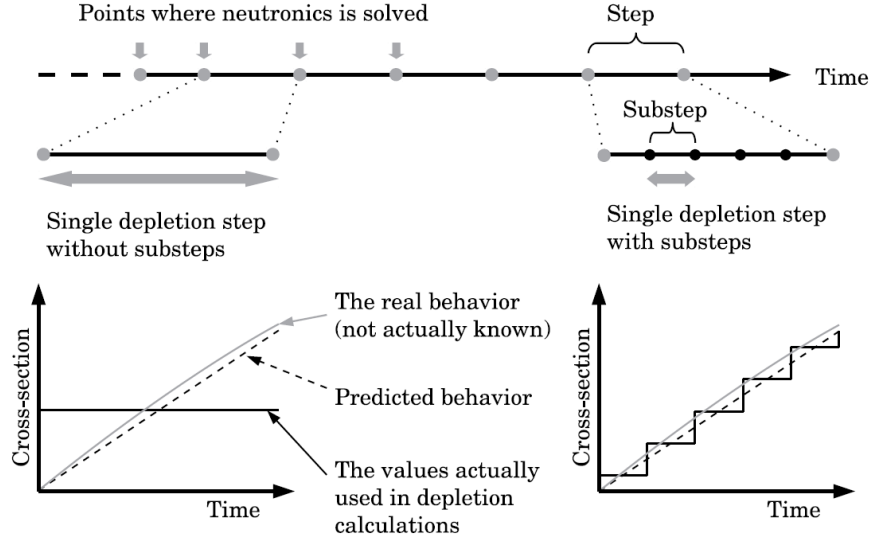 Points where neutronics is solved
Step
Time
Substep
Single depletion step
without substeps
Single depletion step
with substeps
Cross-section
Time
The real behavior
(not actually known)
Predicted behavior
The values actually
used in depletion
calculations
Cross-section
Time